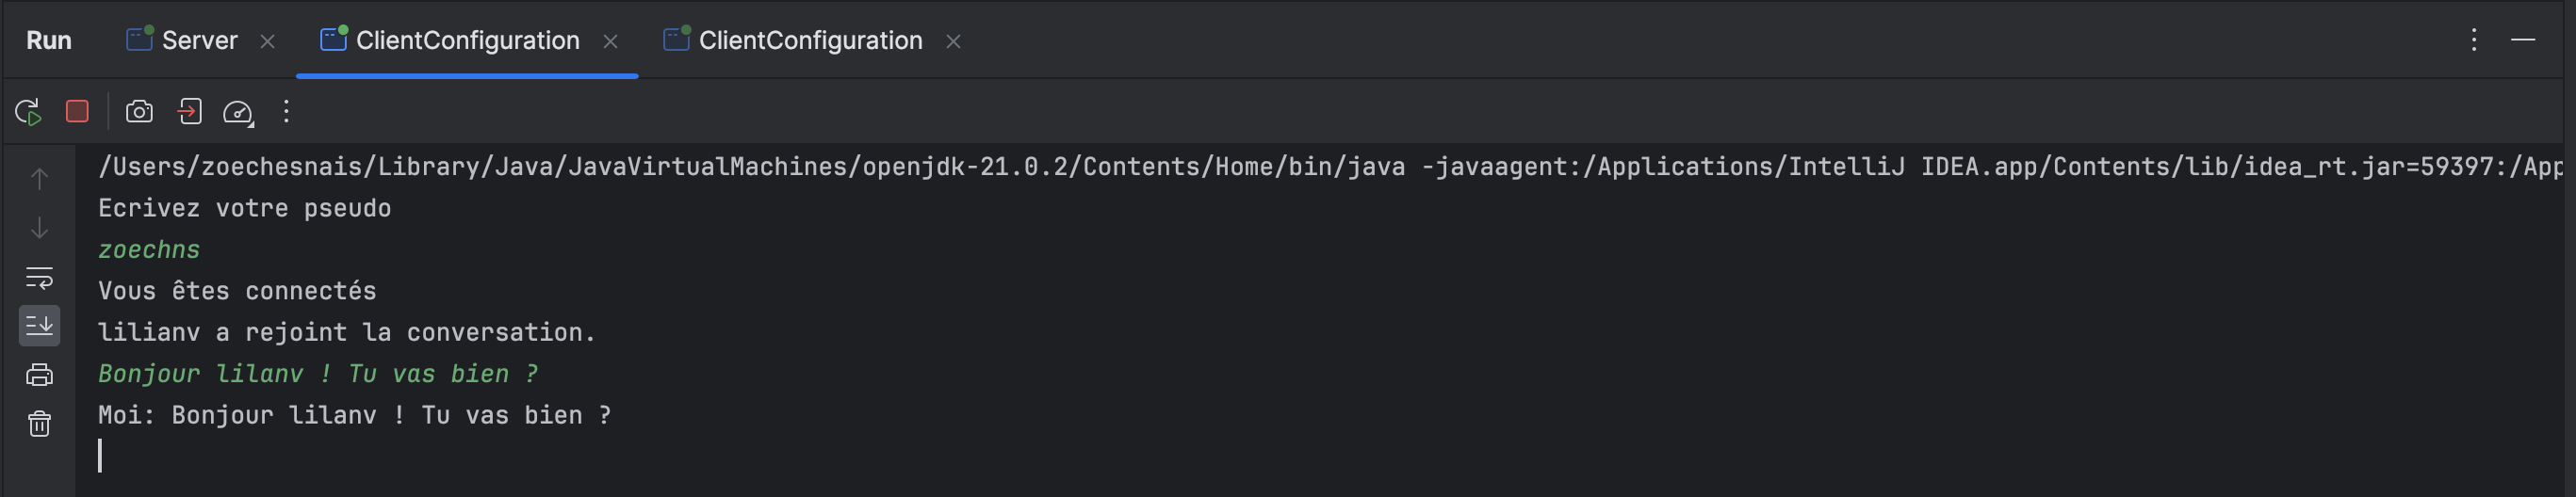 Run Server ClientConfiguration ClientConfiguration
/Users/zoechesnais/Library/Java/JavaVirtualMachines/openjdk-21.0.2/Contents/Home/bin/java -javaagent:/Applications/IntelliJ IDEA.app/Contents/lib/idea_rt.jar=59397:/App
Ecrivez votre pseudo
zoechns
Vous êtes connectés
lilianv a rejoint la conversation.
Bonjour lilanv ! Tu vas bien ?
Moi: Bonjour lilanv ! Tu vas bien ?